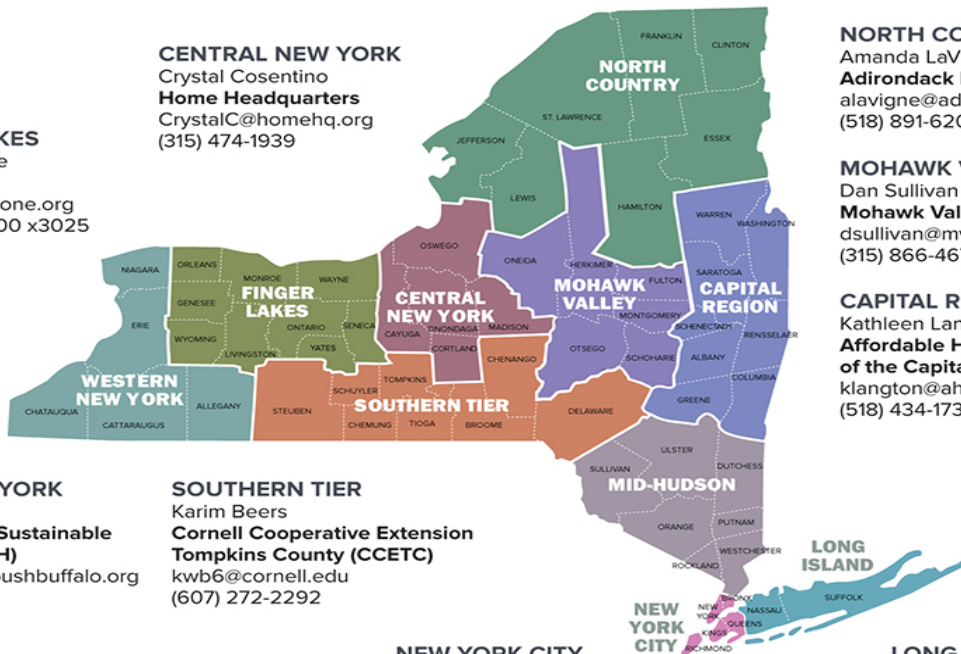 CENTRAL NEW YORK
Crystal Cosentino
Home Headquarters
CrystalC@homehq.org
(315) 474-1939
KES
e
one.org
00 x3025
NORTH CO
Amanda LaV
Adirondack
alavigne@ad
(518) 891-620
MOHAWK
Dan Sullivan
Mohawk Val
dsullivan@mv
(315) 866-46
CAPITAL R
Kathleen Lan
Affordable H
of the Capita
klangton@ah
(518) 434-173
NORTH
COUNTRY
FRANKLIN
CLINTON
ST. LAWRENCE
JEFFERSON
ESSEX
LEWIS
HAMILTON
WARREN
WASHINGTON
OSWEGO
ONEIDA
HERKIMER
FULTON
SARATOGA
MOHAWK
VALLEY
MONTGOMERY
CAPITAL
REGION
SCHENECTADY
RENSSELAER
OTSEGO
SCHOHARIE
ALBANY
COLUMBIA
GREENE
NIAGARA
ORLEANS
MONROE
WAYNE
GENESEE
FINGER
LAKES
ERIE
ONTARIO
SENECA
WYOMING
LIVINGSTON
YATES
CENTRAL
NEW YORK
CAYUGA
ONONDAGA
MADISON
CORTLAND
CHENANGO
WESTERN
NEW YORK
CHATAUQUA
CATTARAUGUS
ALLEGANY
STEUBEN
SCHUYLER
TOMPKINS
SOUTHERN TIER
CHEMUNG
TIOGA
BROOME
DELAWARE
ULSTER
SULLIVAN
DUTCHESS
MID-HUDSON
ORANGE
PUTNAM
WESTCHESTER
ROCKLAND
LONG
ISLAND
SUFFOLK
NASSAU
BRONX
NEW
YORK
QUEENS
KINGS
RICHMOND
NEW
YORK
CITY
YORK
Sustainable
H)
pushbuffalo.org
SOUTHERN TIER
Karim Beers
Cornell Cooperative Extension
Tompkins County (CCETC)
kwb6@cornell.edu
(607) 272-2292
NEW YORK CITY
LONG